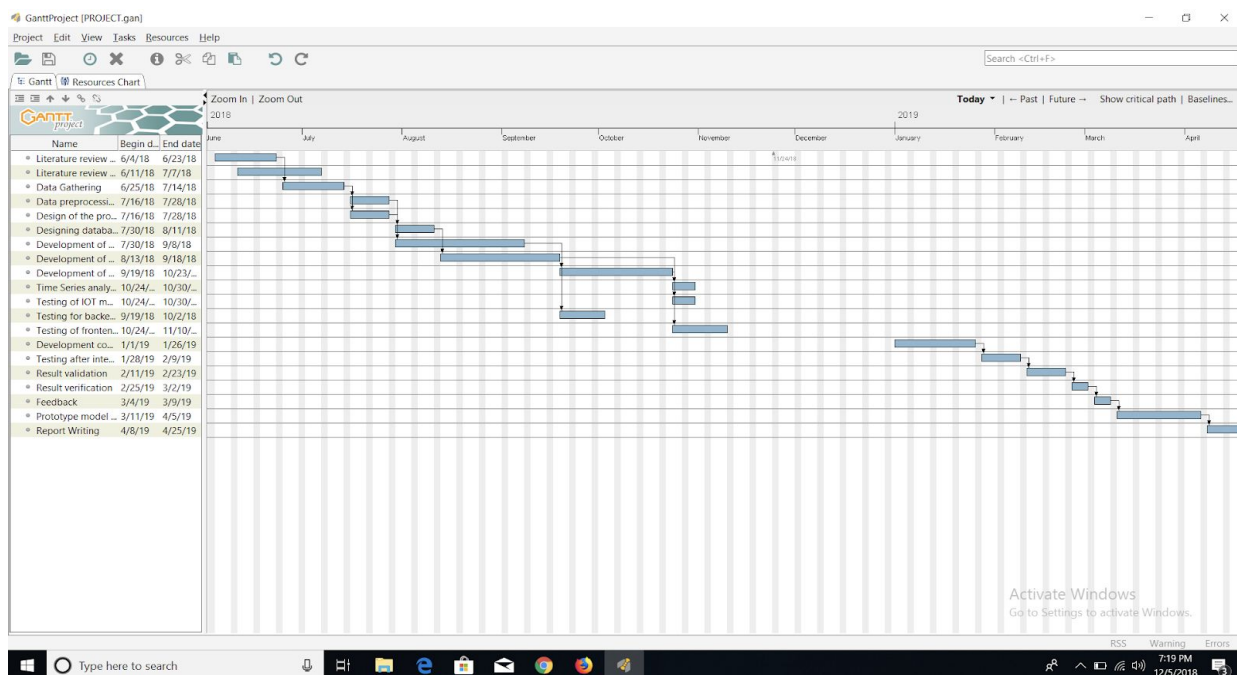 GanttProject [PROJECT.gan]
Project Edit View Tasks Resources Help
Search <Ctrl+F>
Gantt Resources Chart
Zoom In | Zoom Out Today | ← Past | Future → Show critical path | Baselines...
GANTT project
2018 2019
Name Begin d... End date
June July August September October November December January February March April
11/24/18
Literature review ... 6/4/18 6/23/18
Literature review ... 6/11/18 7/7/18
Data Gathering 6/25/18 7/14/18
Data preprocessi... 7/16/18 7/28/18
Design of the pro... 7/16/18 7/28/18
Designing databa... 7/30/18 8/11/18
Development of ... 7/30/18 9/8/18
Development of ... 8/13/18 9/18/18
Development of ... 9/19/18 10/23/...
Time Series analy... 10/24/... 10/30/...
Testing of IOT m... 10/24/... 10/30/...
Testing for backe... 9/19/18 10/2/18
Testing of fronten... 10/24/... 11/10/...
Development co... 1/1/19 1/26/19
Testing after inte... 1/28/19 2/9/19
Result validation 2/11/19 2/23/19
Result verification 2/25/19 3/2/19
Feedback 3/4/19 3/9/19
Prototype model ... 3/11/19 4/5/19
Report Writing 4/8/19 4/25/19
Activate Windows
Go to Settings to activate Windows.
RSS Warning Errors
Type here to search
7:19 PM
12/5/2018
3